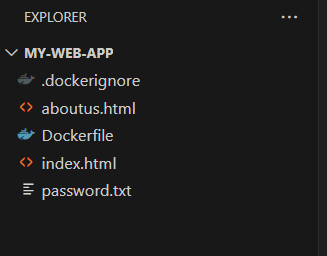 EXPLORER
MY-WEB-APP
.dockerignore
aboutus.html
Dockerfile
index.html
password.txt